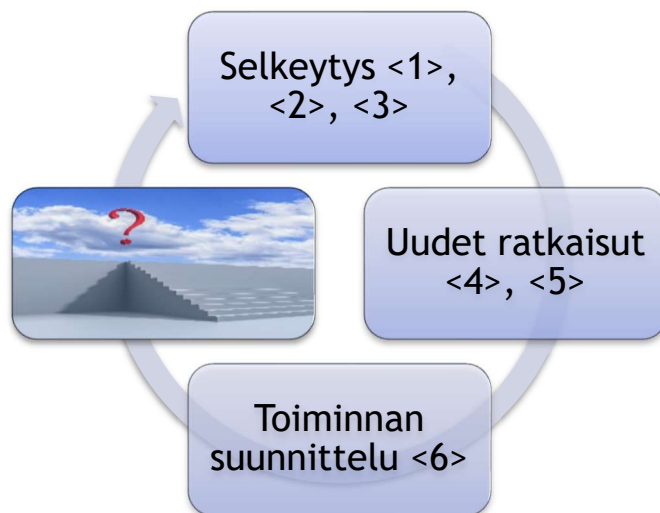 Selkeytys <1>,
<2>, <3>
Uudet ratkaisut
<4>, <5>
Toiminnan
suunnittelu <6>
?